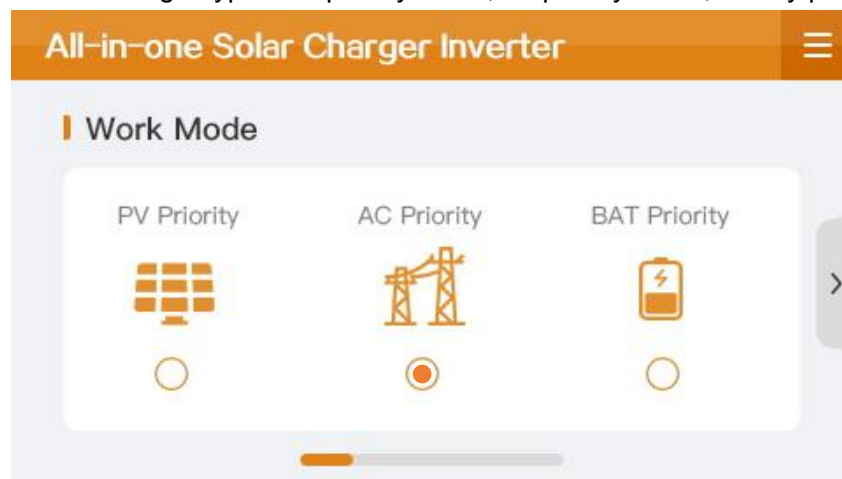 All-in-one Solar Charger Inverter
Work Mode
PV Priority AC Priority BAT Priority